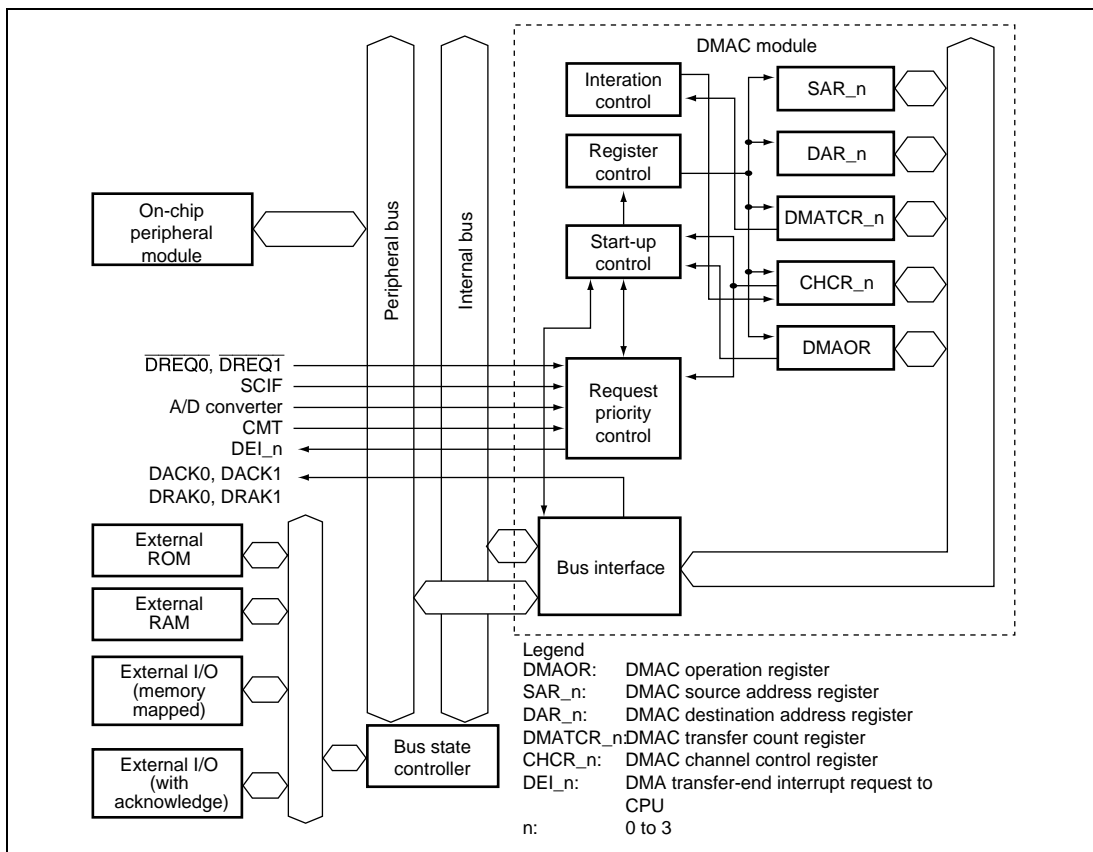 DMAC module
Interation
control
SAR_n
Register
control
DAR_n
On-chip
peripheral
module
Peripheral bus
Internal bus
DMATCR_n
Start-up
control
CHCR_n
DMAOR
DREQ0, DREQ1
SCIF
A/D converter
CMT
DEI_n
Request
priority
control
DACK0, DACK1
DRAK0, DRAK1
External
ROM
Bus interface
External
RAM
External I/O
(memory
mapped)
Bus state
controller
External I/O
(with
acknowledge)
Legend
DMAOR: DMAC operation register
SAR_n: DMAC source address register
DAR_n: DMAC destination address register
DMATCR_n:DMAC transfer count register
CHCR_n: DMAC channel control register
DEI_n: DMA transfer-end interrupt request to
CPU
n: 0 to 3